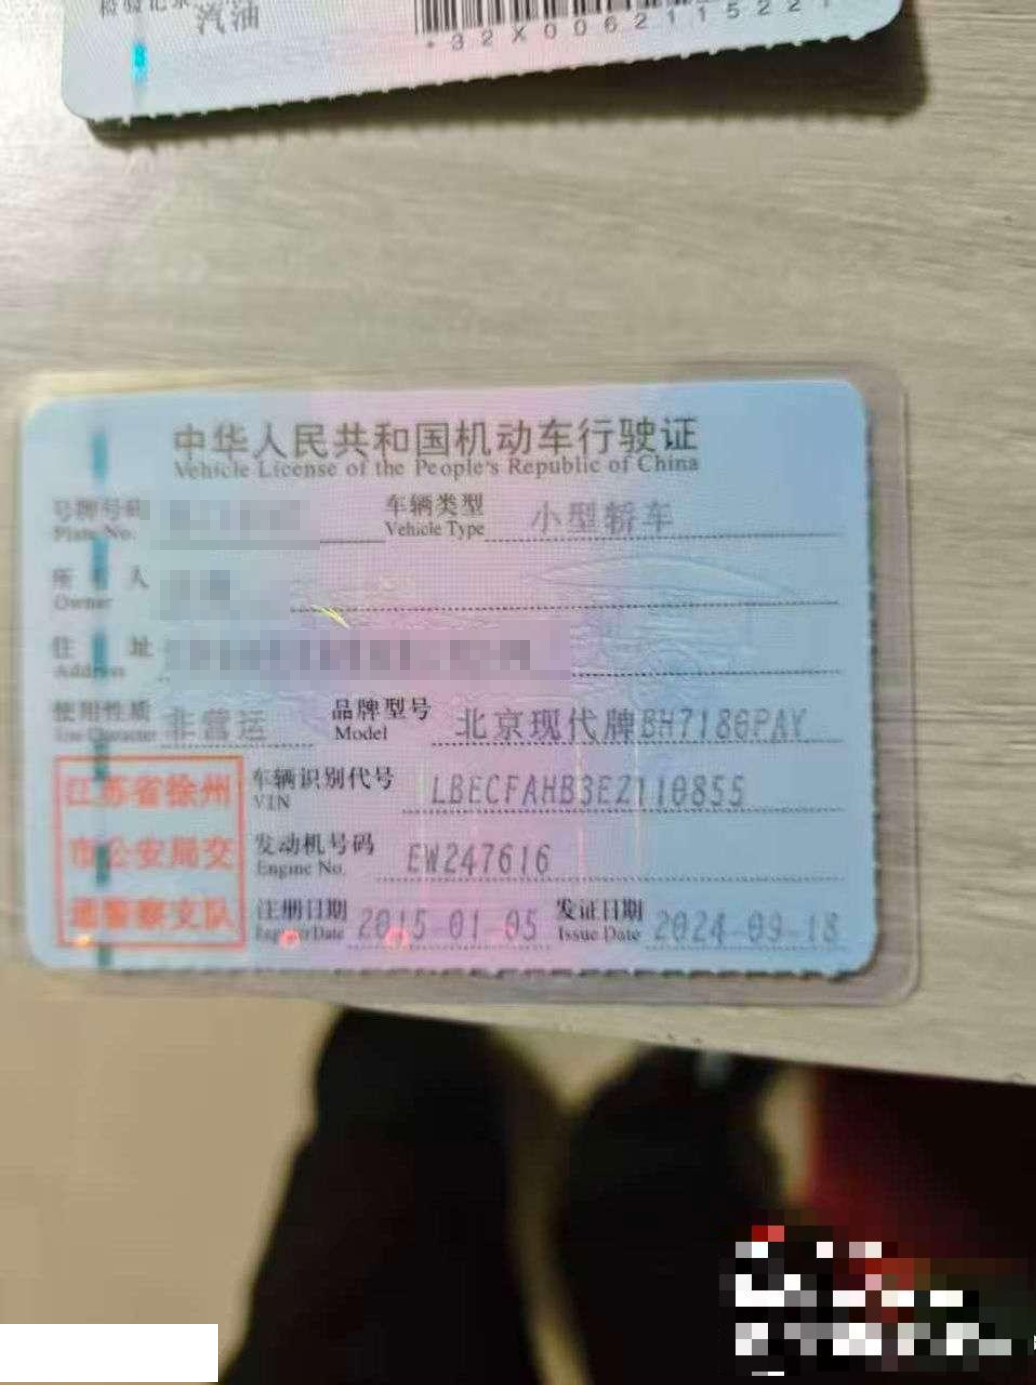 检验记录
汽油
*32X006211522
中华人民共和国机动车行驶证
Vehicle License of the People's Republic of China
号牌号码
Plate No.
车辆类型 小型轿车
Vehicle Type
所有人
Owner
住址
Address
使用性质 非营运
Use Character
品牌型号 北京现代牌BH7186PAY
Model
江苏省徐州
市公安局交
通警察支队
车辆识别代号 LBECFAHB3EZ110855
VIN
发动机号码 EW247616
Engine No.
注册日期 2015-01-05
Register Date
发证日期 2024-09-18
Issue Date